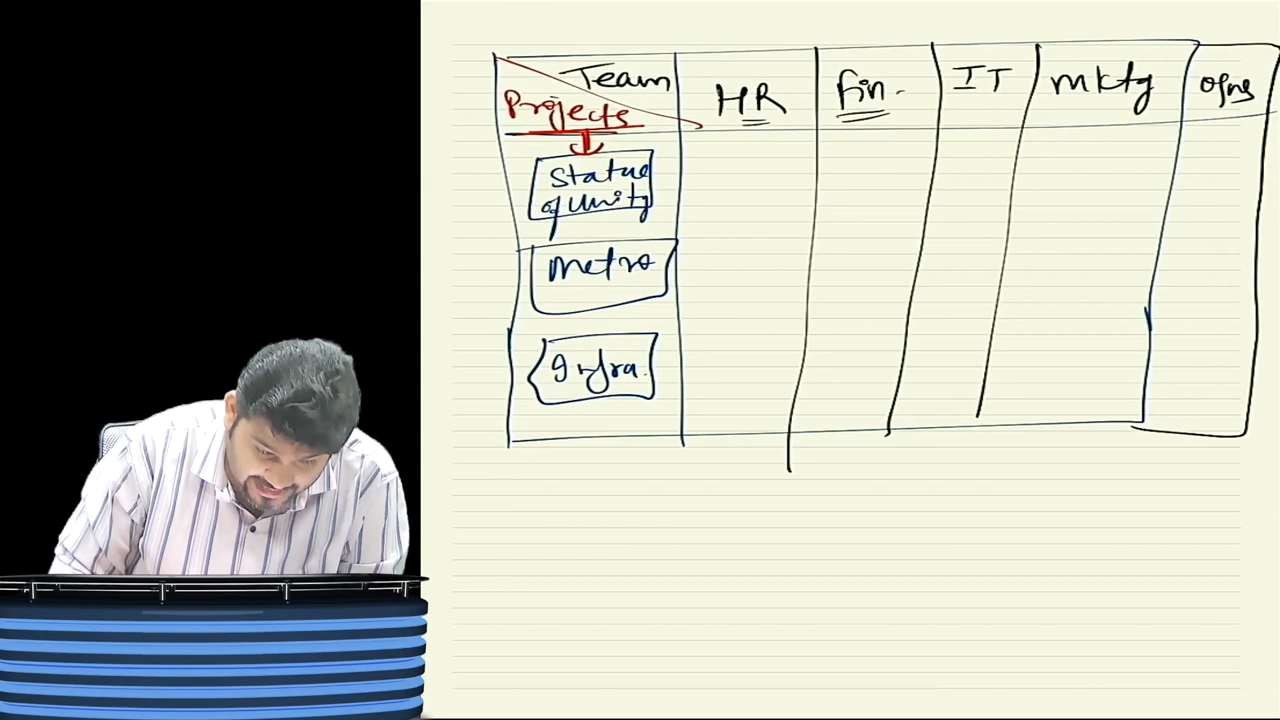 Team
Projects
HR
Fin.
IT
mktg
opns
Statue
of Unity
Metro
Infra.